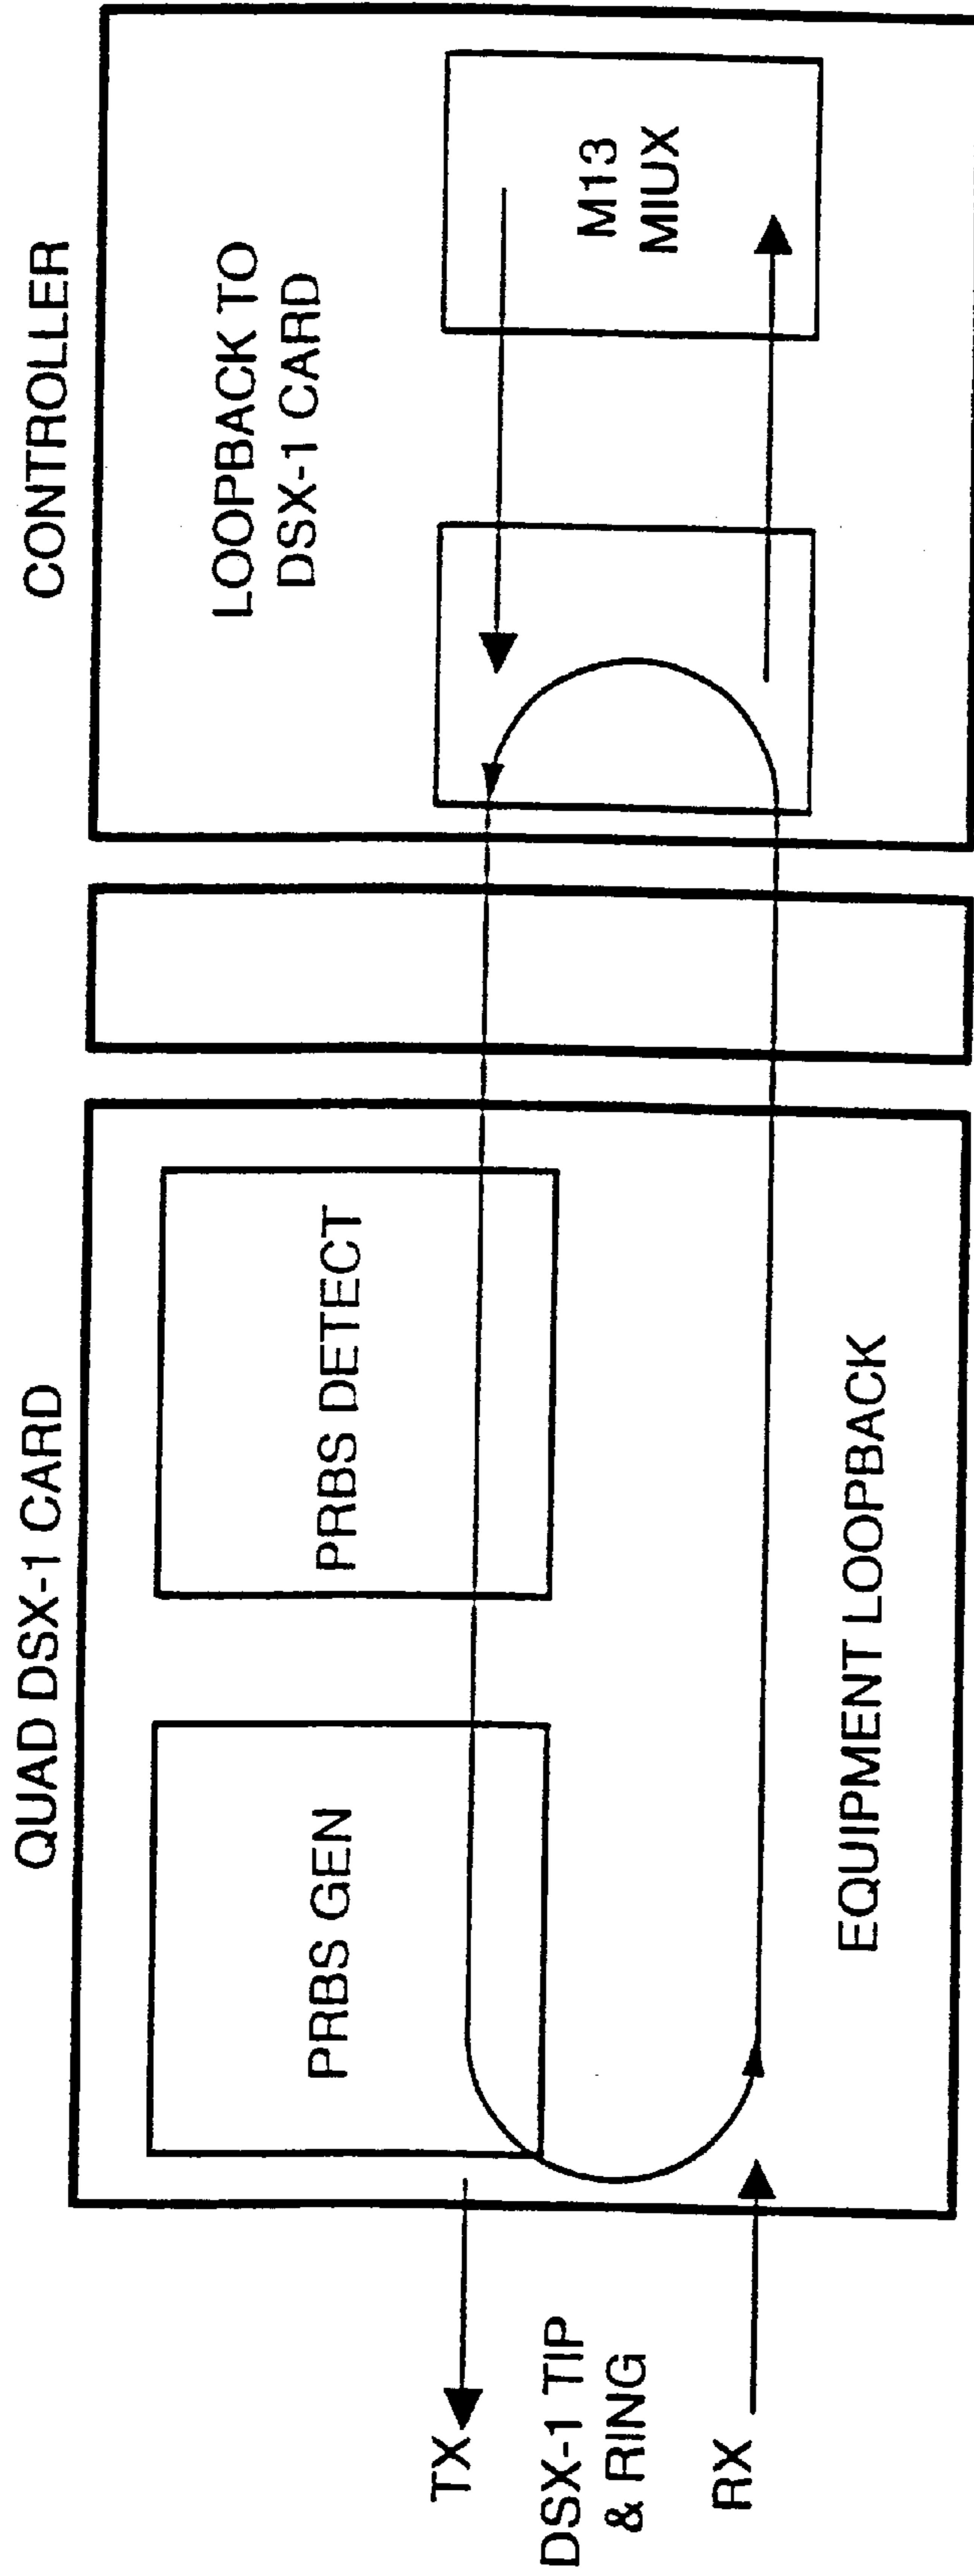 QUAD DSX-1 CARD
CONTROLLER
PRBS GEN
PRBS DETECT
LOOPBACK TO
DSX-1 CARD
M13
MIUX
TX
DSX-1 TIP
& RING
RX
EQUIPMENT LOOPBACK